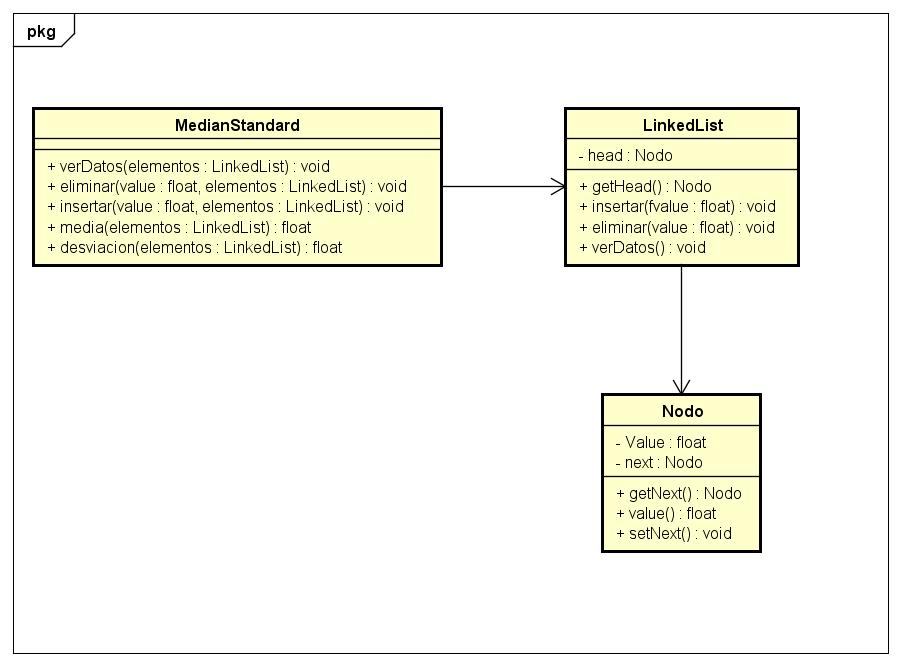 pkg
MedianStandard
+ verDatos(elementos : LinkedList) : void
+ eliminar(value : float, elementos : LinkedList) : void
+ insertar(value : float, elementos : LinkedList) : void
+ media(elementos : LinkedList) : float
+ desviacion(elementos : LinkedList) : float
LinkedList
- head : Nodo
+ getHead() : Nodo
+ insertar(fvalue : float) : void
+ eliminar(value : float) : void
+ verDatos() : void
Nodo
- Value : float
- next : Nodo
+ getNext() : Nodo
+ value() : float
+ setNext() : void